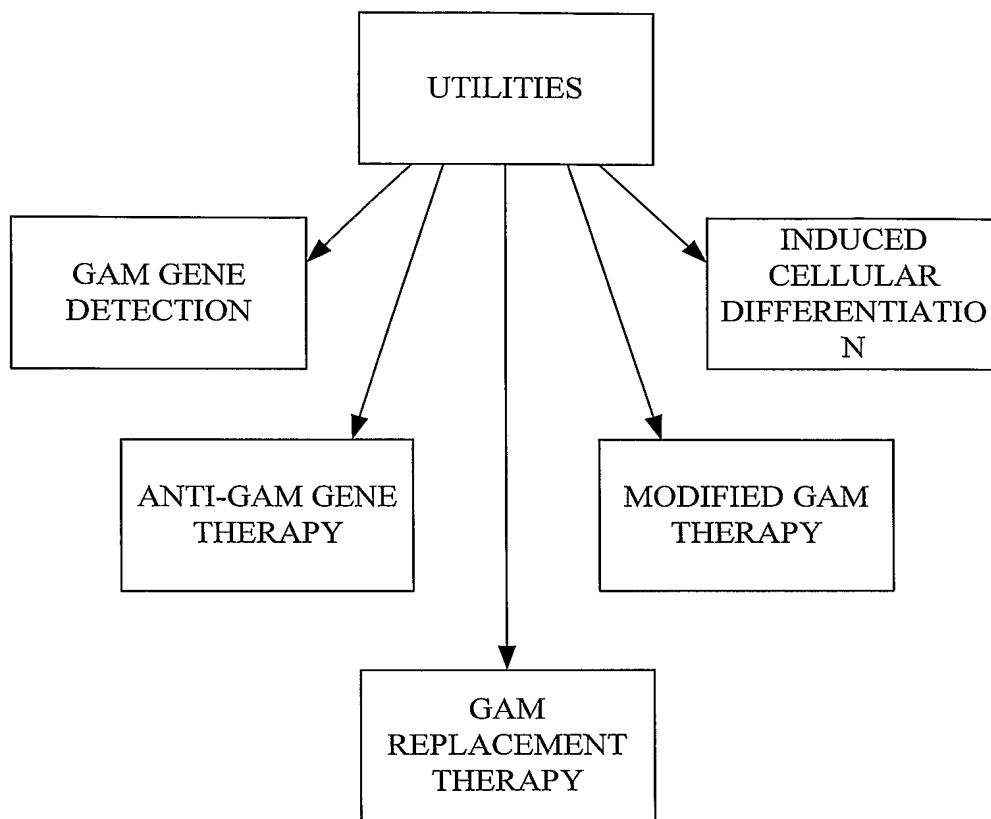 UTILITIES
GAM GENE
DETECTION
INDUCED
CELLULAR
DIFFERENTIATIO
N
ANTI-GAM GENE
THERAPY
MODIFIED GAM
THERAPY
GAM
REPLACEMENT
THERAPY